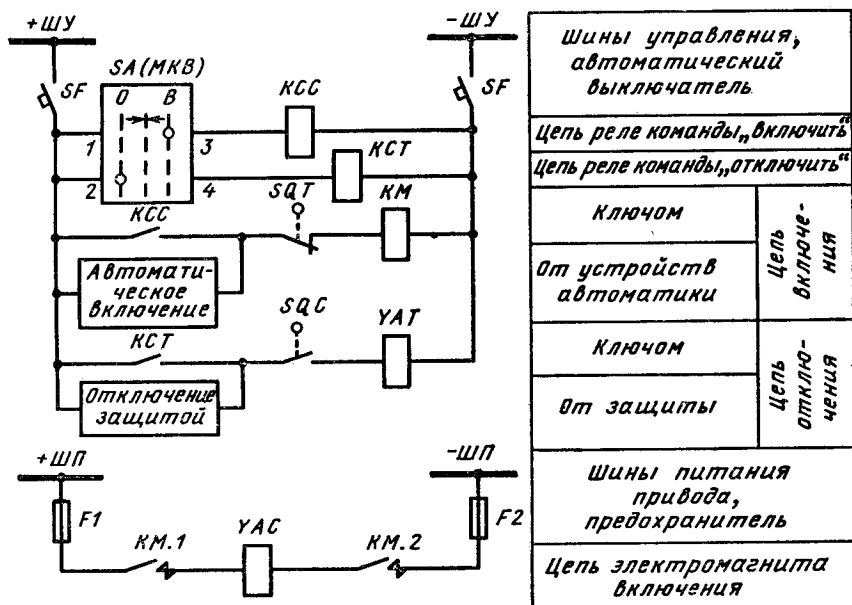 +ШУ
−ШУ
SA(МКВ)
SF
О В
КСС
SF
1
3
КСТ
2
4
SQT
КМ
КСС
Автомати-
ческое
включение
SQC
YAT
КСТ
Отключение
защитой
+ШП
−ШП
F1
YAC
F2
КМ.1
КМ.2
Шины управления,
автоматический
выключатель
Цепь реле команды „включить“
Цепь реле команды „отключить“
Ключом
От устройств
автоматики
Цепь
включе-
ния
Ключом
От защиты
Цепь
отклю-
чения
Шины питания
привода,
предохранитель
Цепь электромагнита
включения